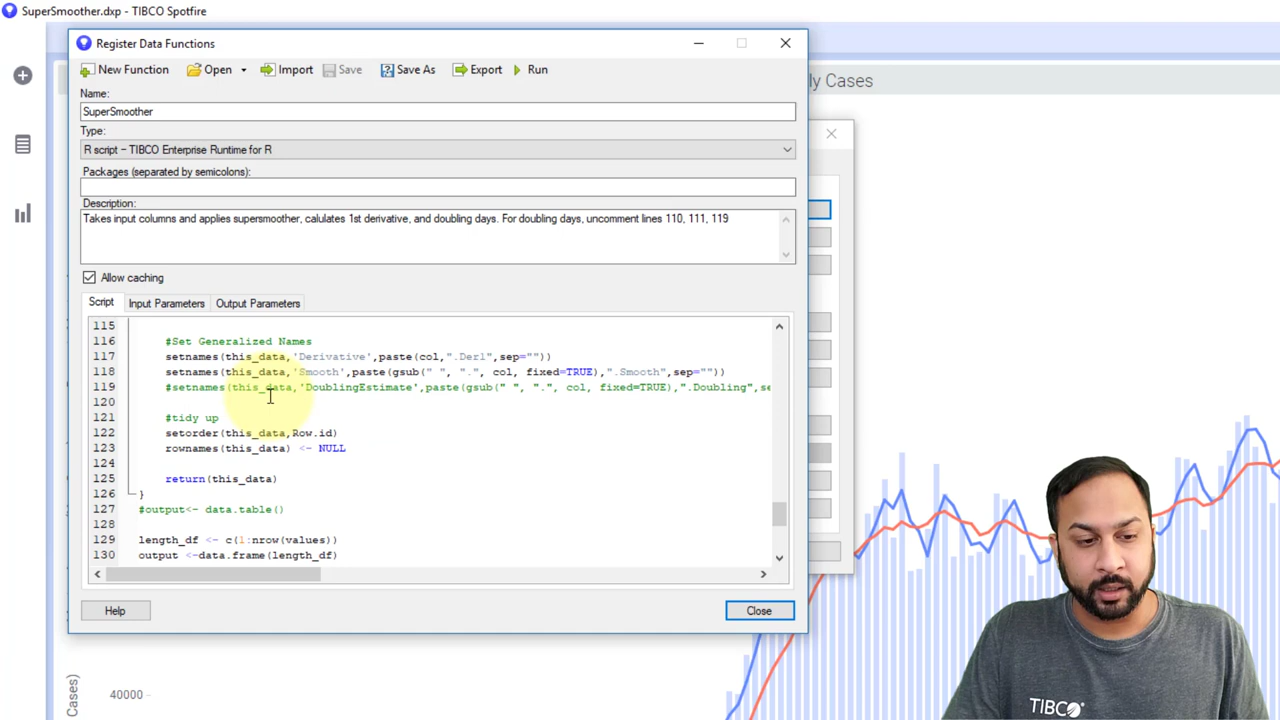 SuperSmoother.dxp - TIBCO Spotfire
Register Data Functions
New Function Open Import Save Save As Export Run
Name:
SuperSmoother
Type:
R script – TIBCO Enterprise Runtime for R
Packages (separated by semicolons):
Description:
Takes input columns and applies supersmoother, calulates 1st derivative, and doubling days. For doubling days, uncomment lines 110, 111, 119
Allow caching
Script Input Parameters Output Parameters
115
116 #Set Generalized Names
117 setnames(this_data,'Derivative',paste(col,".Der1",sep=""))
118 setnames(this_data,'Smooth',paste(gsub(" ", ".", col, fixed=TRUE),".Smooth",sep=""))
119 #setnames(this_data,'DoublingEstimate',paste(gsub(" ", ".", col, fixed=TRUE),".Doubling",se
120
121 #tidy up
122 setorder(this_data,Row.id)
123 rownames(this_data) <- NULL
124
125 return(this_data)
126 }
127 #output<- data.table()
128
129 length_df <- c(1:nrow(values))
130 output <-data.frame(length_df)
Help Close
ly Cases
Cases)
40000
TIBCO